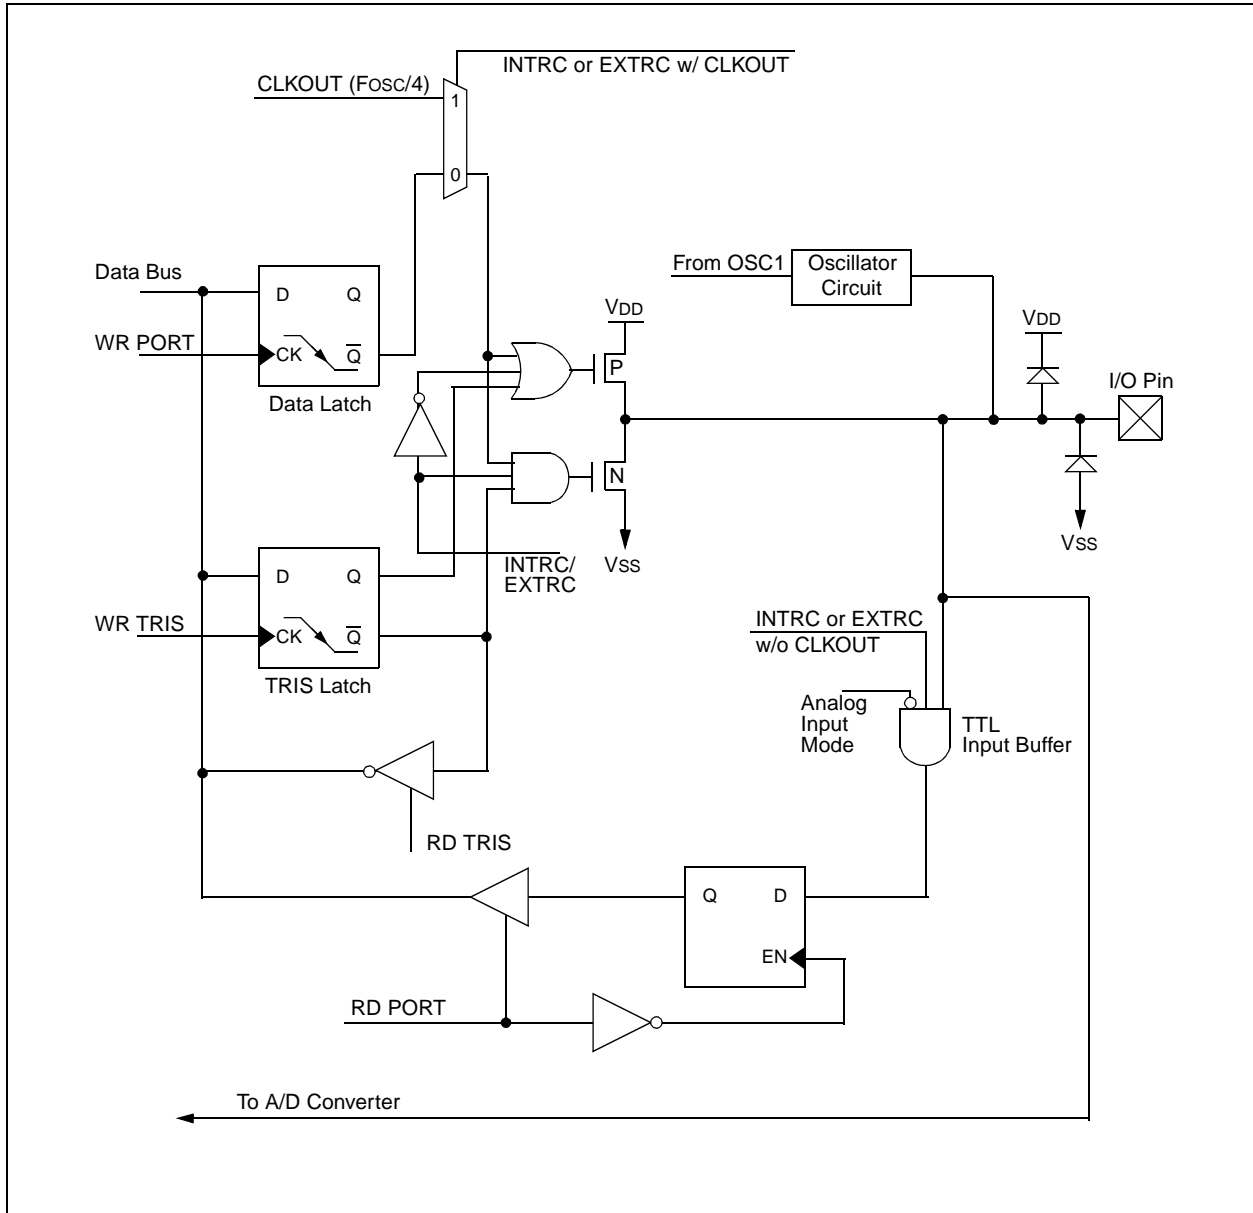 INTRC or EXTRC w/ CLKOUT
CLKOUT (FOSC/4)
1
0
Data Bus
D
Q
WR PORT
CK
Q̅
Data Latch
From OSC1
Oscillator
Circuit
VDD
P
VDD
I/O Pin
N
VSS
VSS
INTRC/
EXTRC
D
Q
WR TRIS
CK
Q̅
TRIS Latch
INTRC or EXTRC
w/o CLKOUT
Analog
Input
Mode
TTL
Input Buffer
RD TRIS
Q
D
EN
RD PORT
To A/D Converter